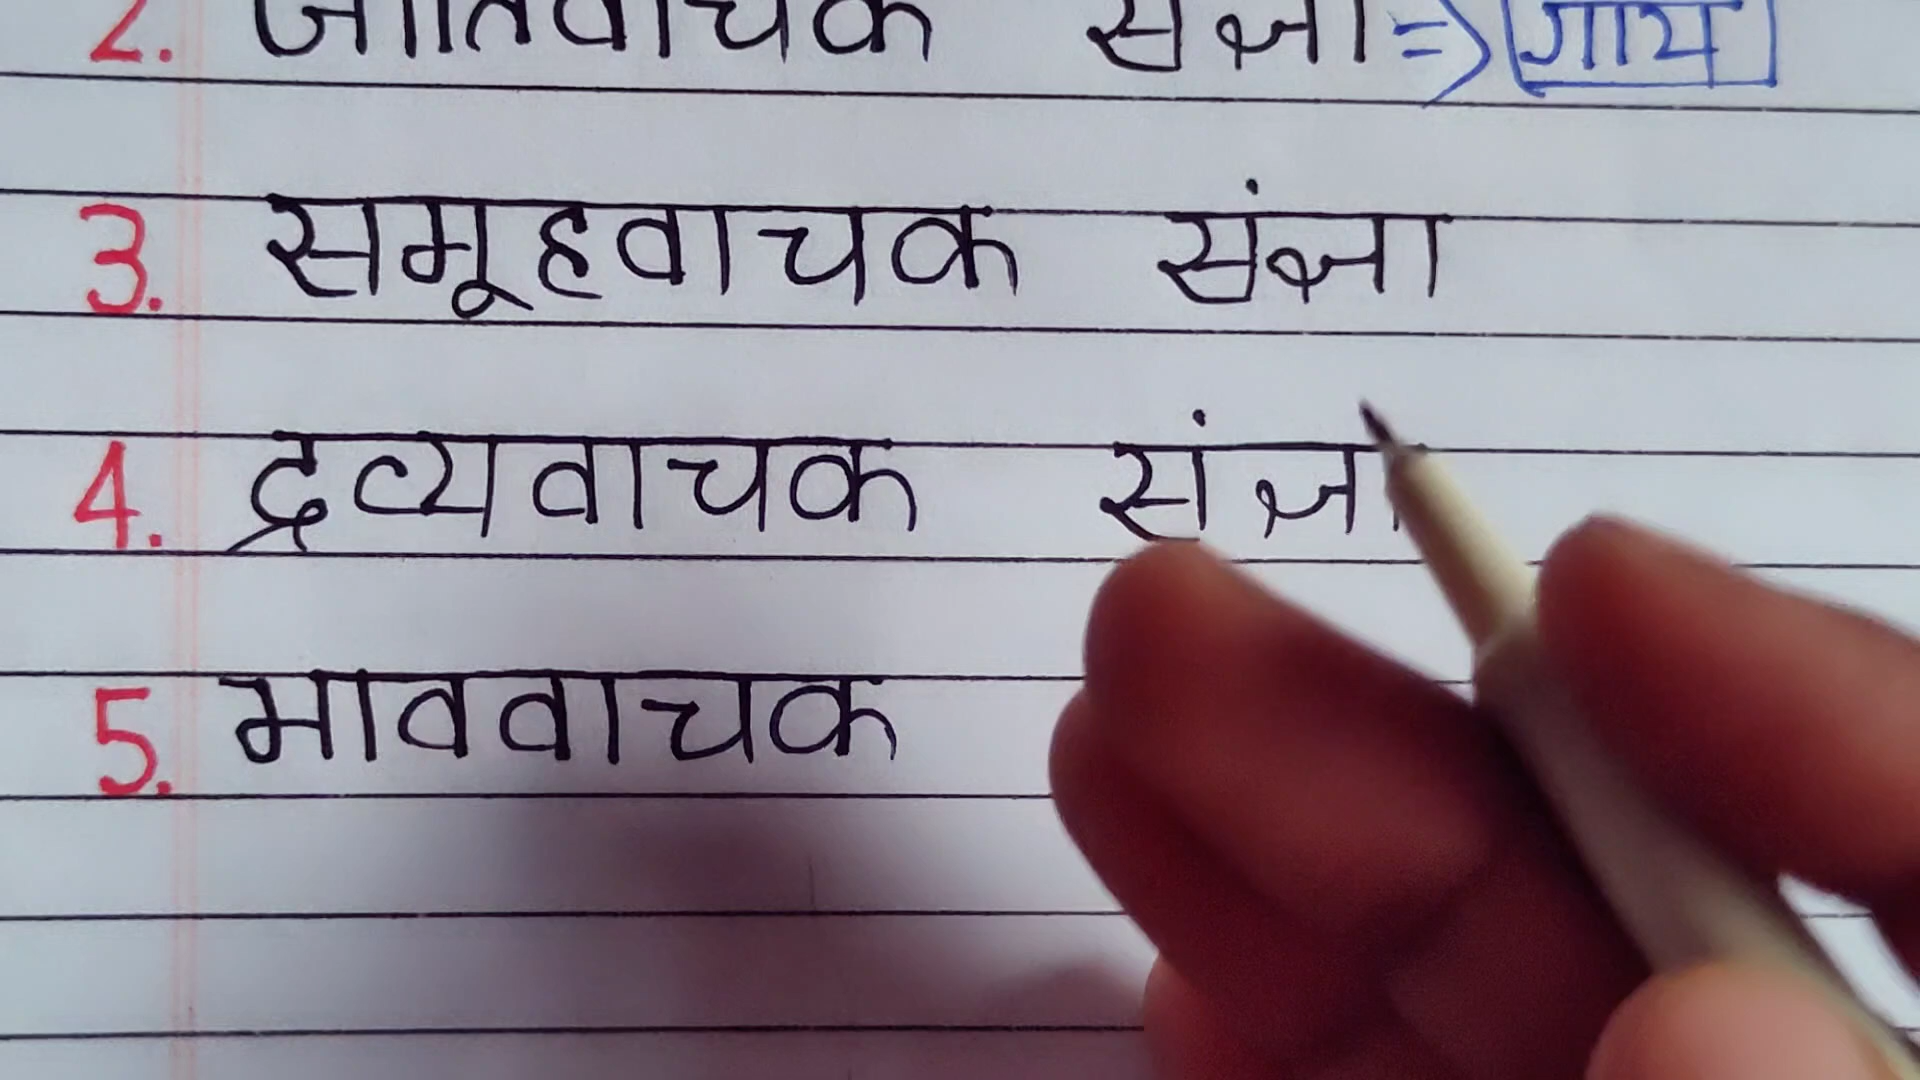 2. जातिवाचक संज्ञा => गाय
3. समूहवाचक संज्ञा
4. द्रव्यवाचक संज्ञा
5. भाववाचक